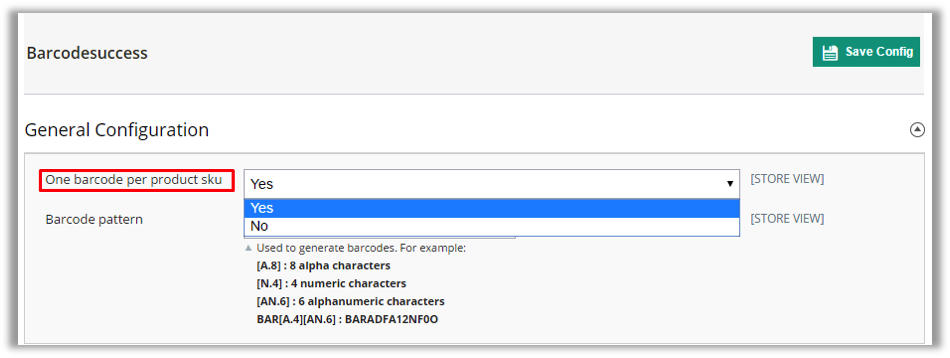 Barcodesuccess
Save Config
General Configuration
One barcode per product sku
Yes
[STORE VIEW]
Yes
No
Barcode pattern
[STORE VIEW]
Used to generate barcodes. For example:
[A.8] : 8 alpha characters
[N.4] : 4 numeric characters
[AN.6] : 6 alphanumeric characters
BAR[A.4][AN.6] : BARADFA12NF0O